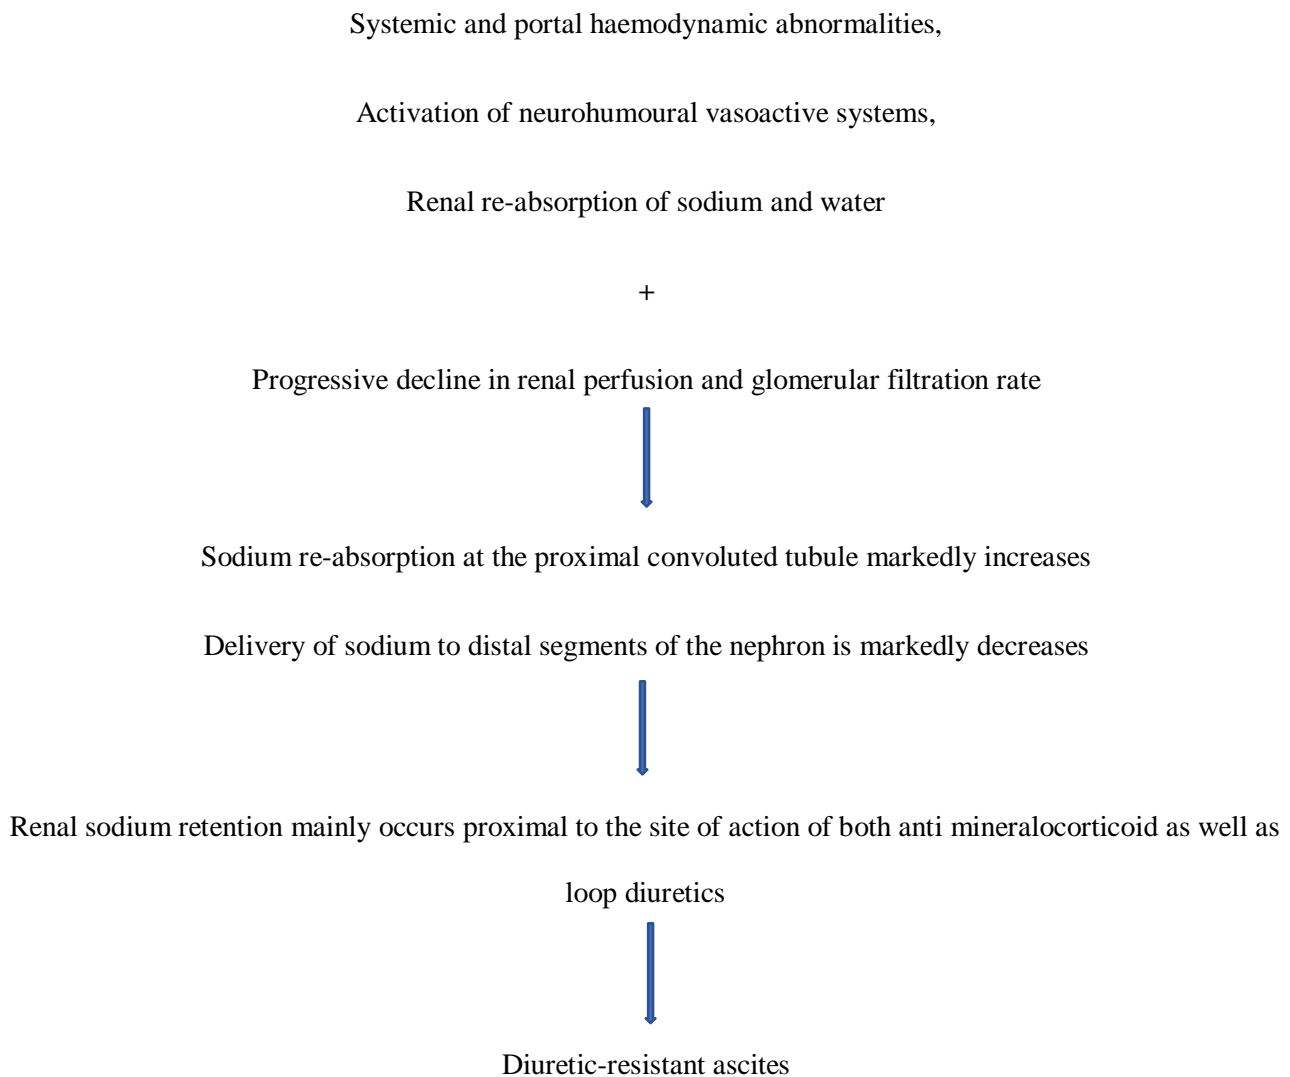 Systemic and portal haemodynamic abnormalities,
Activation of neurohumoural vasoactive systems,
Renal re-absorption of sodium and water
+
Progressive decline in renal perfusion and glomerular filtration rate
Sodium re-absorption at the proximal convoluted tubule markedly increases
Delivery of sodium to distal segments of the nephron is markedly decreases
Renal sodium retention mainly occurs proximal to the site of action of both anti mineralocorticoid as well as
loop diuretics
Diuretic-resistant ascites